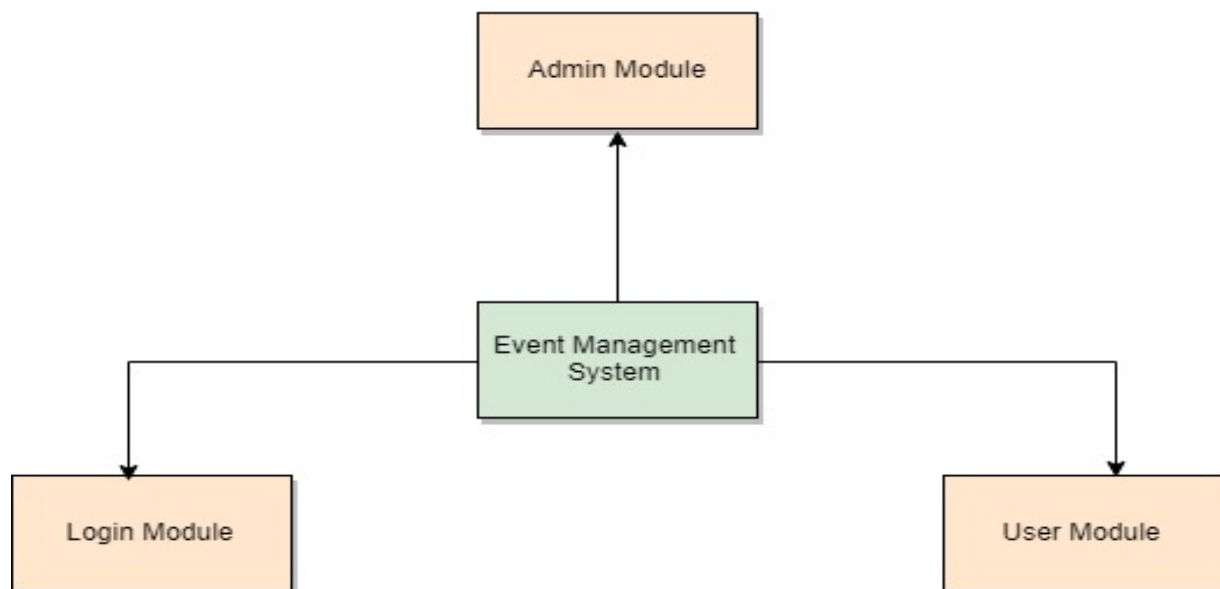 Admin Module
Event Management
System
Login Module
User Module